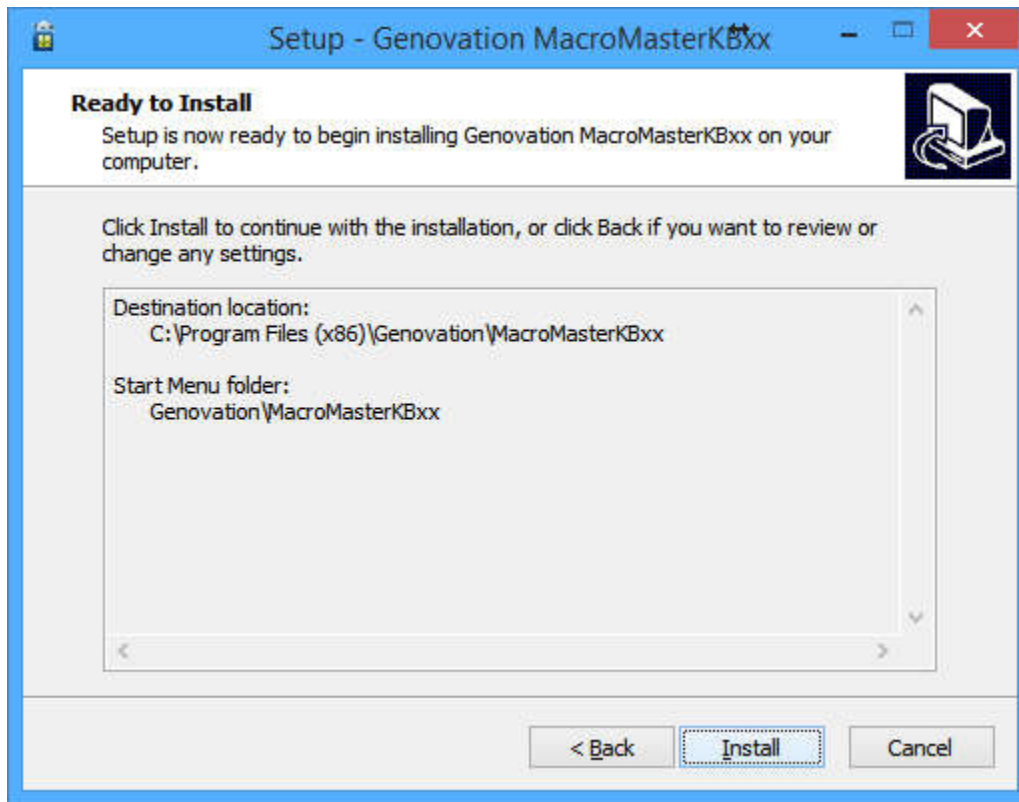 Setup - Genovation MacroMasterKBxx
Ready to Install
Setup is now ready to begin installing Genovation MacroMasterKBxx on your
computer.
Click Install to continue with the installation, or click Back if you want to review or
change any settings.
Destination location:
C:\Program Files (x86)\Genovation\MacroMasterKBxx
Start Menu folder:
Genovation\MacroMasterKBxx
< Back
Install
Cancel